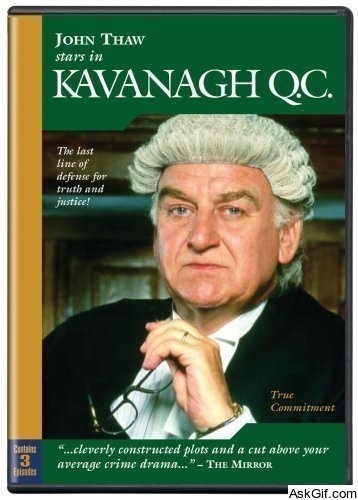 JOHN THAW
stars in
KAVANAGH Q.C.
The last
line of
defense for
truth and
justice!
True
Commitment
Contains
3
Episodes
“...cleverly constructed plots and a cut above your
average crime drama...” – THE MIRROR
AskGif.com